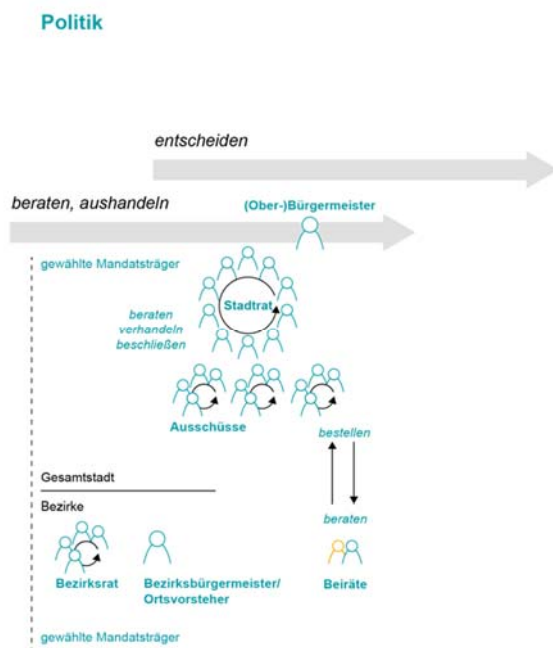 Politik
entscheiden
beraten, aushandeln
(Ober-)Bürgermeister
gewählte Mandatsträger
Stadtrat
beraten
verhandeln
beschließen
Ausschüsse
bestellen
Gesamtstadt
Bezirke
beraten
Bezirksrat
Bezirksbürgermeister/
Ortsvorsteher
Beiräte
gewählte Mandatsträger